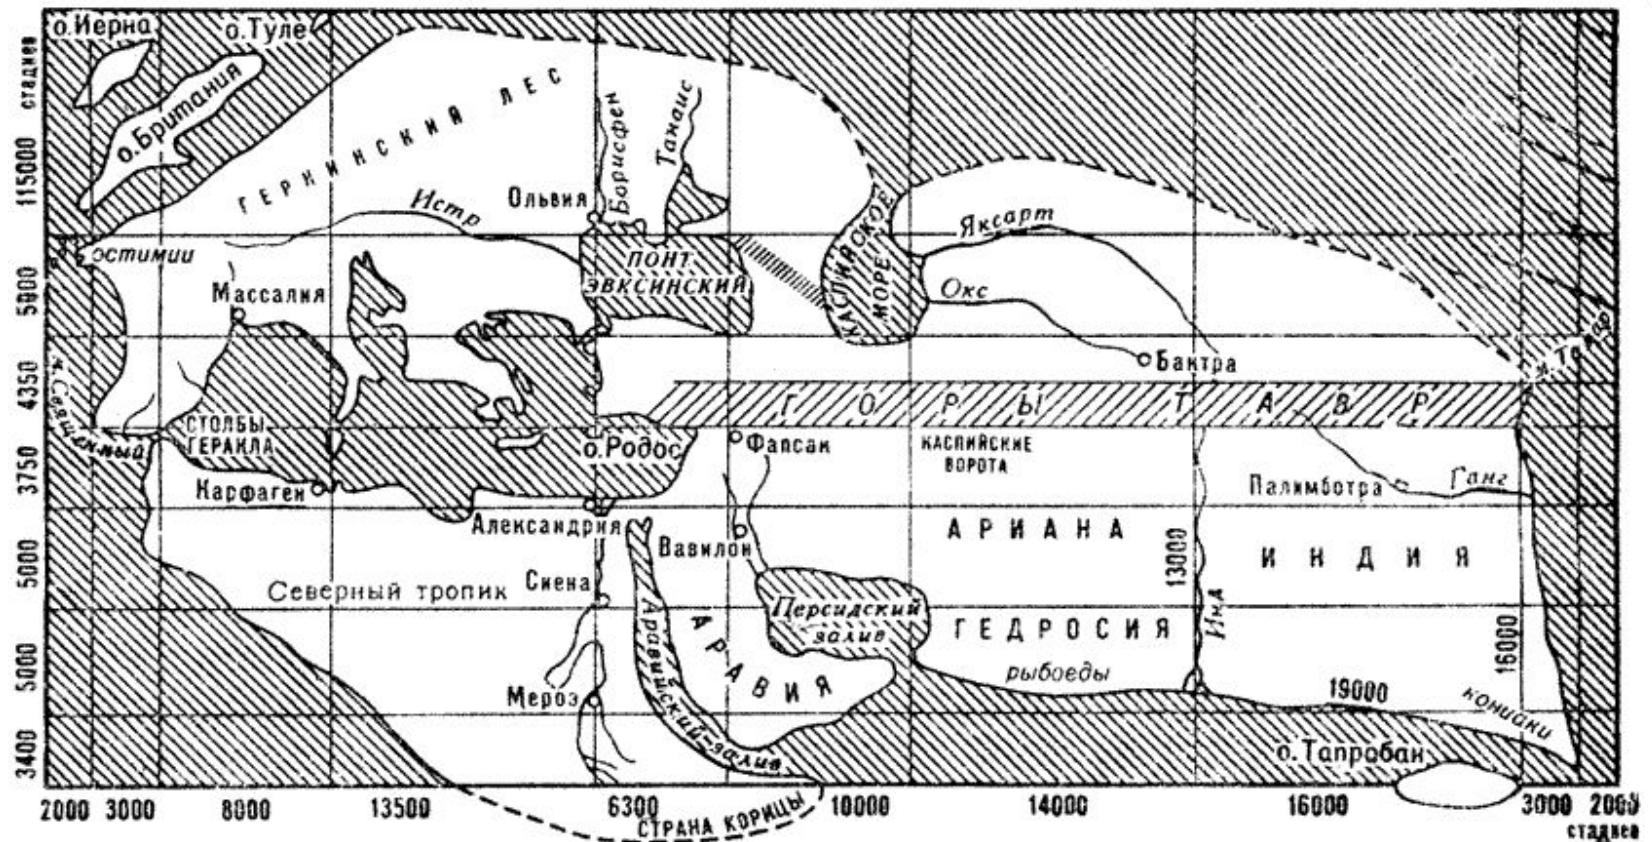 о. Иерна
о. Туле
стадиев
о. Британия
ГЕРКИНСКИЙ ЛЕС
Борисфен
Танаис
115000
Ольвия
Истр
остимии
ПОНТ
ЭВКСИНСКИЙ
КАСПИЙСКОЕ
МОРЕ
Яксарт
Окс
Массалия
5000
Бактра
м. Тамар
4350
ГОРЫ ТАВР
м. Священный
СТОЛБЫ
ГЕРАКЛА
о. Родос
Фапсак
КАСПИЙСКИЕ
ВОРОТА
3750
Карфаген
Палимботра
Ганг
Александрия
Вавилон
АРИАНА
ИНДИЯ
13000
5000
Северный тропик
Сиена
Персидский
залив
ГЕДРОСИЯ
Инд
АРАВИЯ
Аравийский залив
рыбоеды
16000
5000
Мероэ
19000
кониаки
3400
о. Тапробан
2000 3000 8000 13500 6300 10000 14000 16000 3000 2000
СТРАНА КОРИЦЫ
стадиев